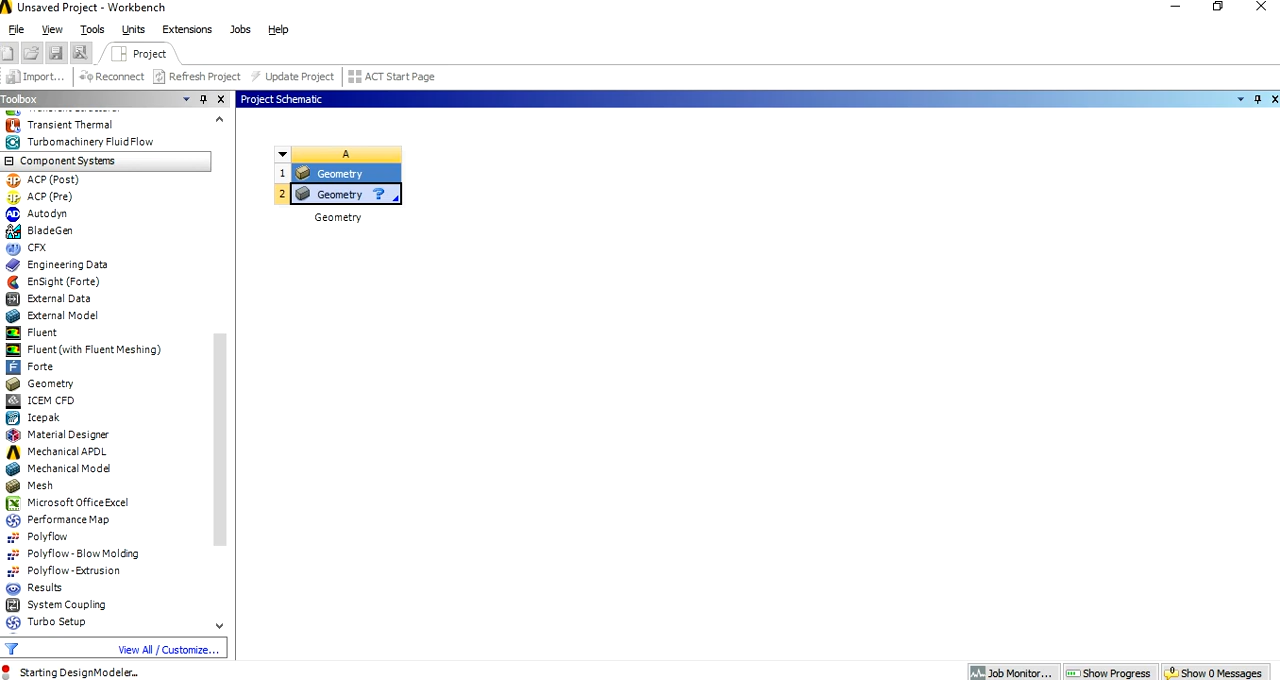 Unsaved Project - Workbench
File View Tools Units Extensions Jobs Help
Project
Import... Reconnect Refresh Project Update Project ACT Start Page
Toolbox
Project Schematic
Transient Thermal
Turbomachinery Fluid Flow
Component Systems
ACP (Post)
ACP (Pre)
Autodyn
BladeGen
CFX
Engineering Data
EnSight (Forte)
External Data
External Model
Fluent
Fluent (with Fluent Meshing)
Forte
Geometry
ICEM CFD
Icepak
Material Designer
Mechanical APDL
Mechanical Model
Mesh
Microsoft Office Excel
Performance Map
Polyflow
Polyflow - Blow Molding
Polyflow - Extrusion
Results
System Coupling
Turbo Setup
View All / Customize...
A
1 Geometry
2 Geometry ?
Geometry
Starting DesignModeler...
Job Monitor... Show Progress Show 0 Messages